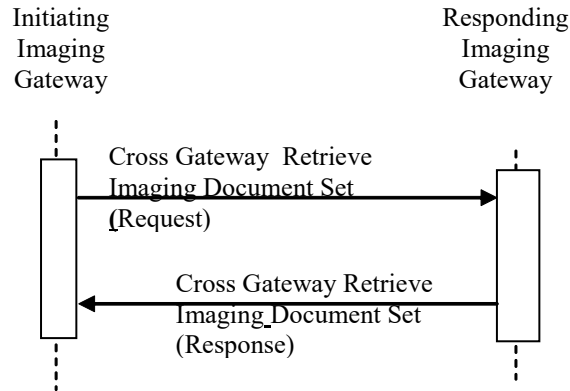 Initiating
Imaging
Gateway
Responding
Imaging
Gateway
Cross Gateway Retrieve
Imaging Document Set
(Request)
Cross Gateway Retrieve
Imaging Document Set
(Response)